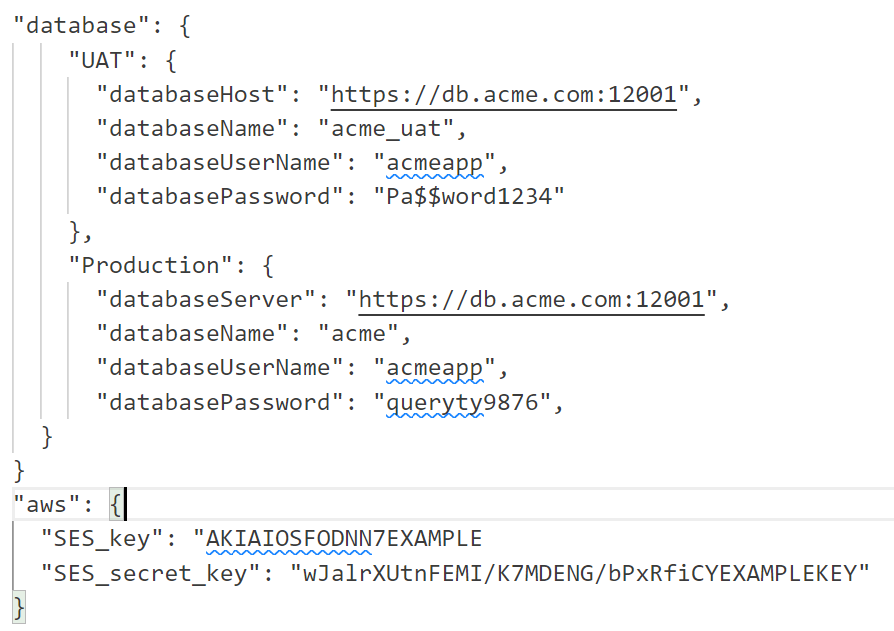 "database": {
"UAT": {
"databaseHost": "https://db.acme.com:12001",
"databaseName": "acme_uat",
"databaseUserName": "acmeapp",
"databasePassword": "Pa$$word1234"
},
"Production": {
"databaseServer": "https://db.acme.com:12001",
"databaseName": "acme",
"databaseUserName": "acmeapp",
"databasePassword": "queryty9876",
}
}
"aws": {
"SES_key": "AKIAIOSFODNN7EXAMPLE
"SES_secret_key": "wJalrXUtnFEMI/K7MDENG/bPxRfiCYEXAMPLEKEY"
}